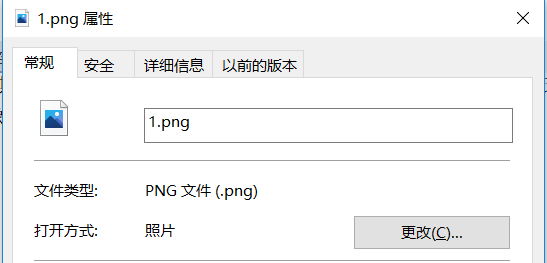 1.png 属性
常规 安全 详细信息 以前的版本
1.png
文件类型: PNG 文件 (.png)
打开方式: 照片 更改(C)...